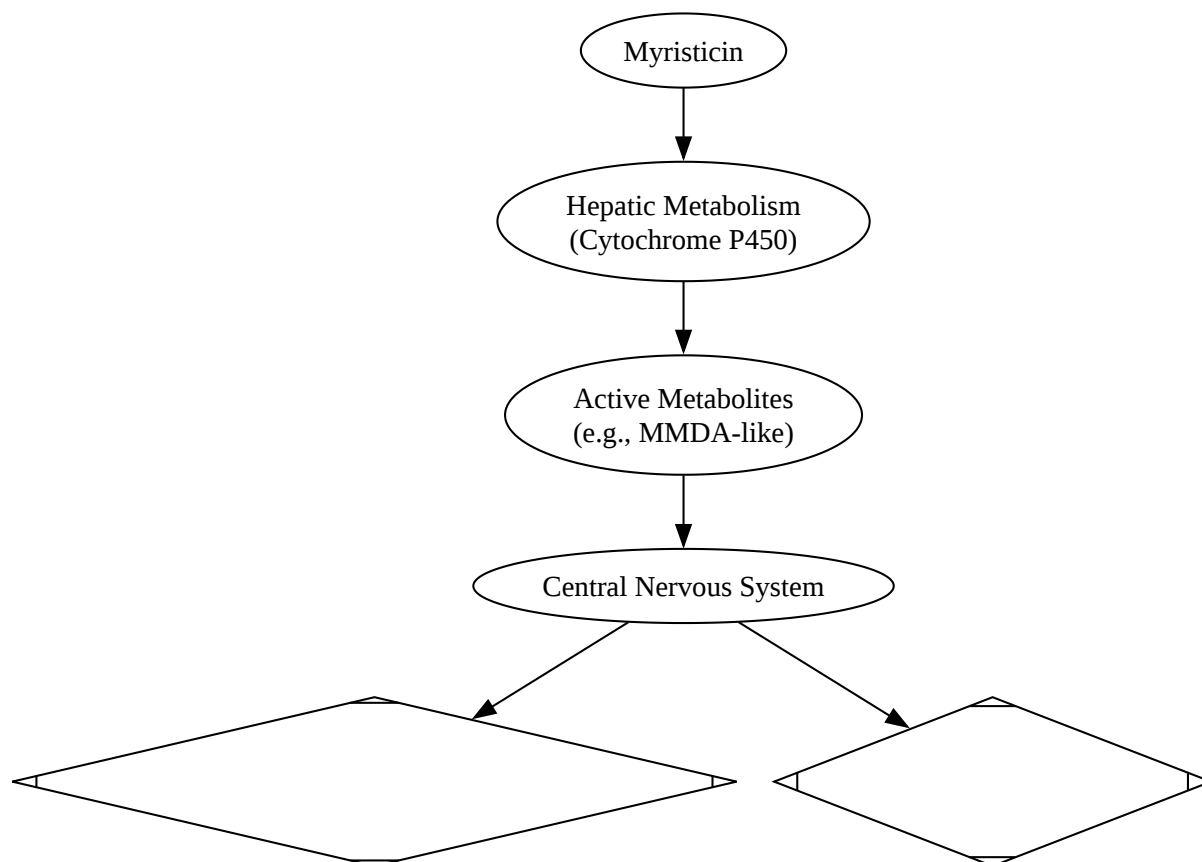 Myristicin
Hepatic Metabolism
(Cytochrome P450)
Active Metabolites
(e.g., MMDA-like)
Central Nervous System